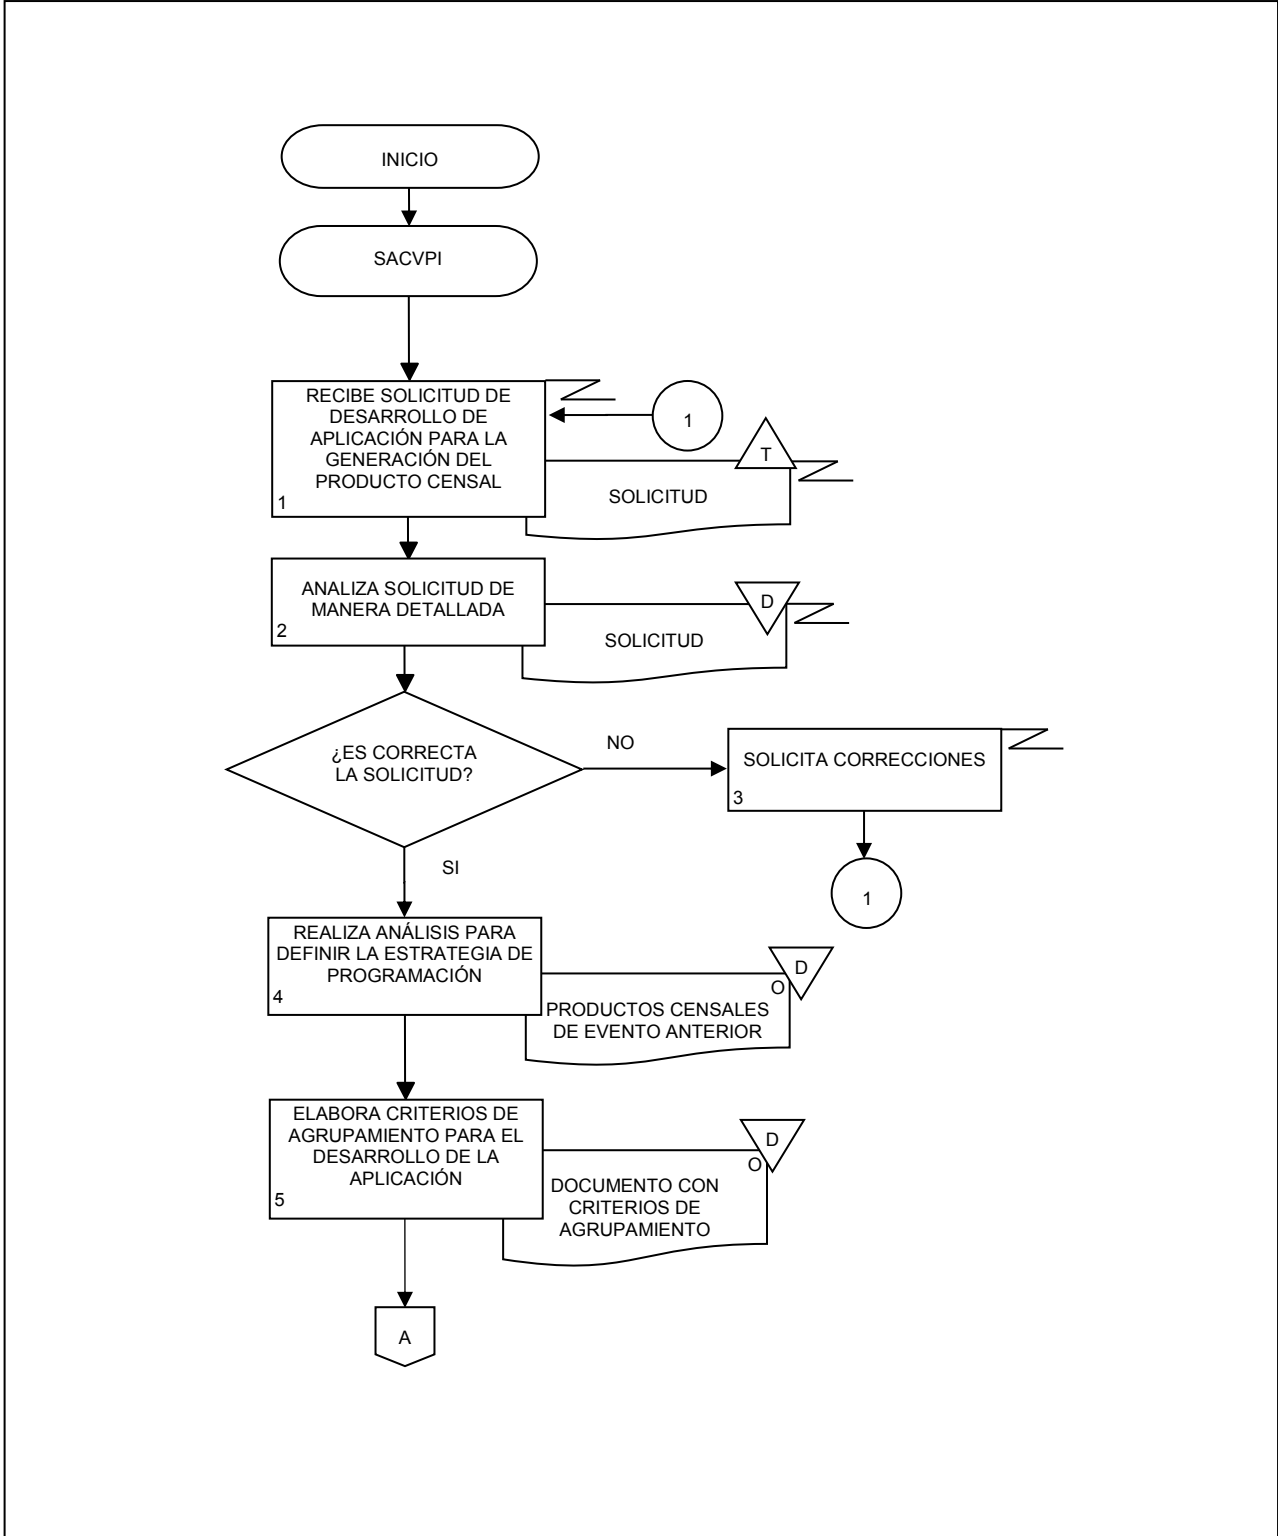 INICIO
SACVPI
RECIBE SOLICITUD DE
DESARROLLO DE
APLICACIÓN PARA LA
GENERACIÓN DEL
PRODUCTO CENSAL
1
1
T
SOLICITUD
ANALIZA SOLICITUD DE
MANERA DETALLADA
2
D
SOLICITUD
¿ES CORRECTA
LA SOLICITUD?
NO
SOLICITA CORRECCIONES
3
1
SI
REALIZA ANÁLISIS PARA
DEFINIR LA ESTRATEGIA DE
PROGRAMACIÓN
4
D
O
PRODUCTOS CENSALES
DE EVENTO ANTERIOR
ELABORA CRITERIOS DE
AGRUPAMIENTO PARA EL
DESARROLLO DE LA
APLICACIÓN
5
D
O
DOCUMENTO CON
CRITERIOS DE
AGRUPAMIENTO
A